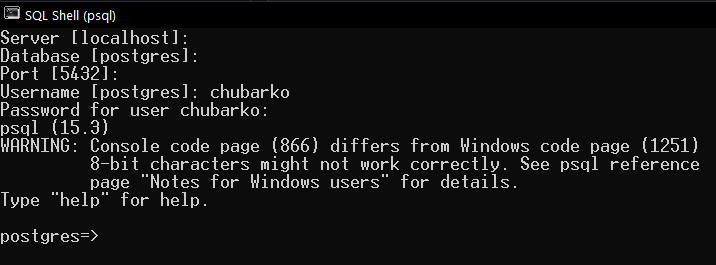 SQL Shell (psql)
Server [localhost]:
Database [postgres]:
Port [5432]:
Username [postgres]: chubarko
Password for user chubarko:
psql (15.3)
WARNING: Console code page (866) differs from Windows code page (1251)
         8-bit characters might not work correctly. See psql reference
         page "Notes for Windows users" for details.
Type "help" for help.
postgres=>